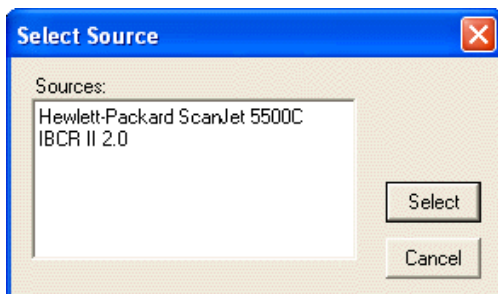 Select Source
Sources:
Hewlett-Packard ScanJet 5500C
IBCR II 2.0
Select
Cancel